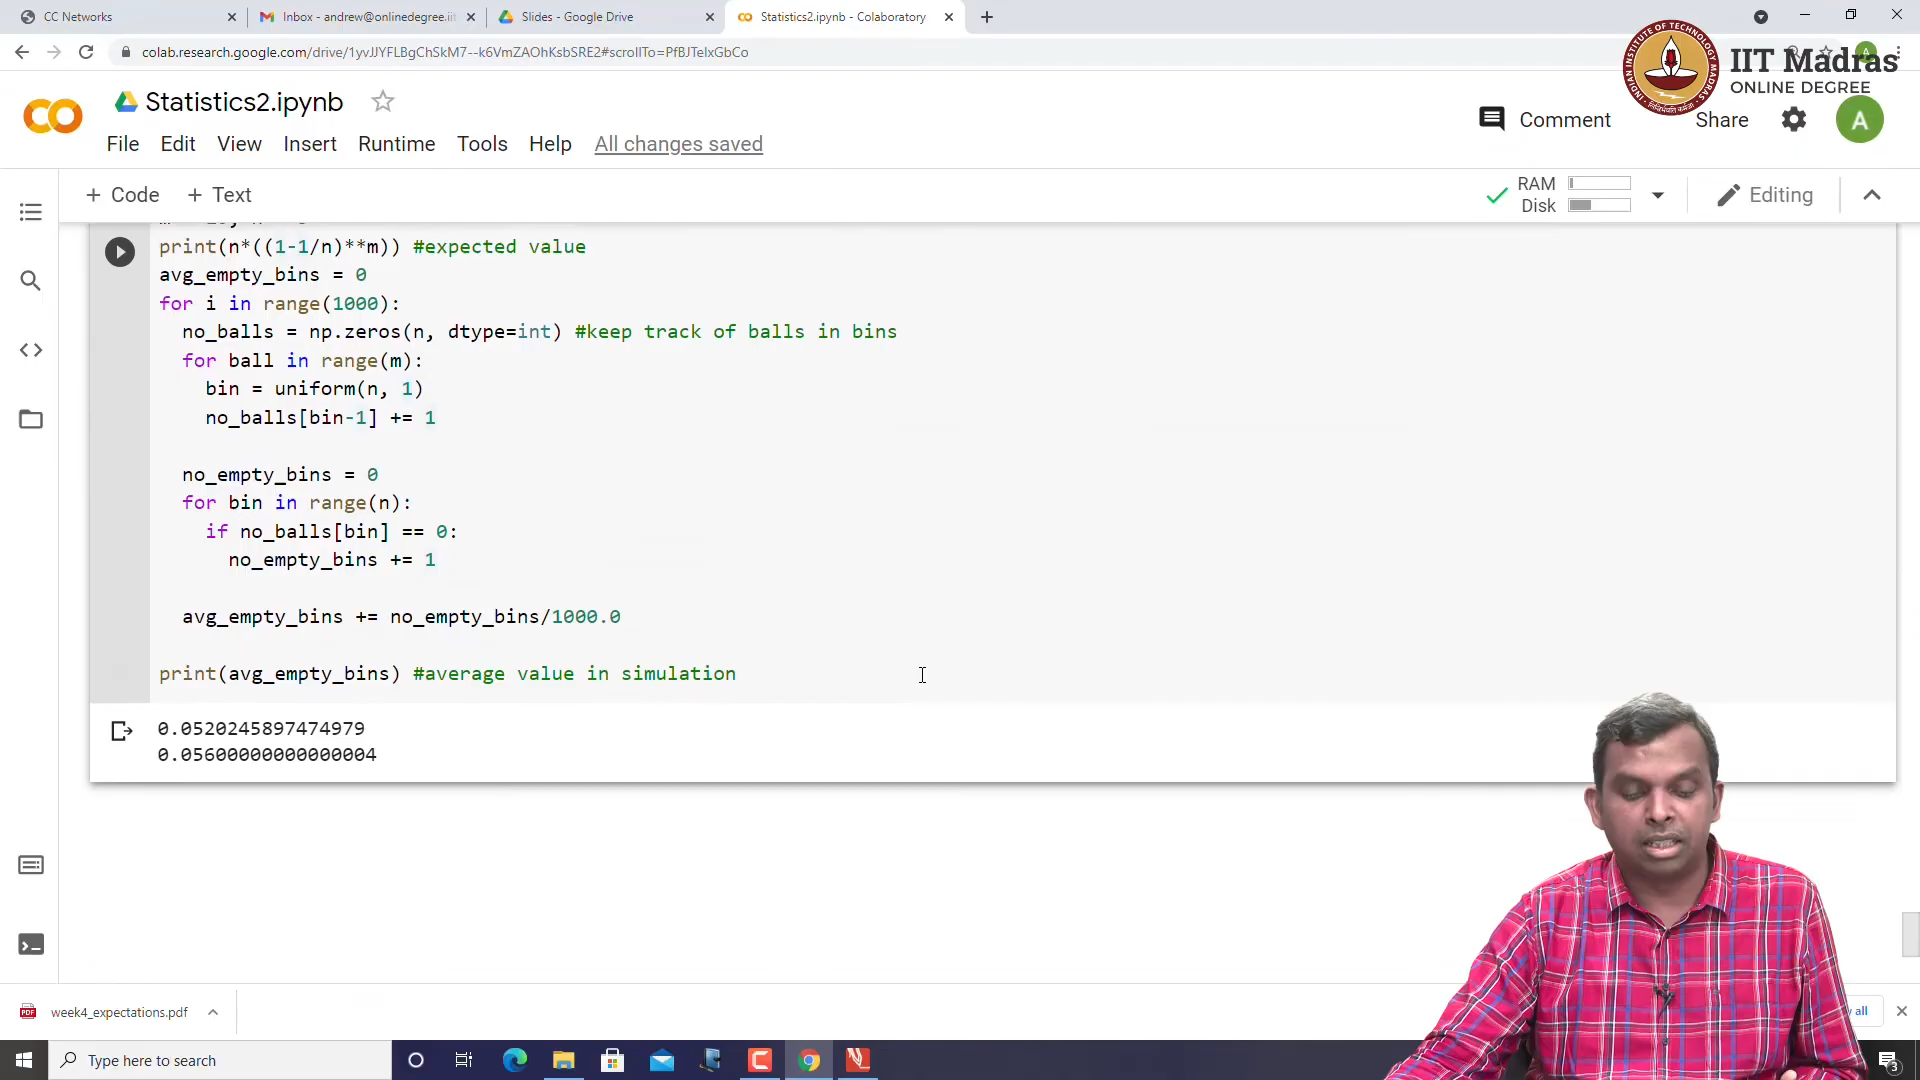 CC Networks
Inbox - andrew@onlinedegree.iit
Slides - Google Drive
Statistics2.ipynb - Colaboratory
colab.research.google.com/drive/1yvJJYFLBgChSkM7--k6VmZAOhKsbSRE2#scrollTo=PfBJTelxGbCo
IIT Madras
ONLINE DEGREE
CO
Statistics2.ipynb
Comment
Share
A
File Edit View Insert Runtime Tools Help All changes saved
+ Code + Text
RAM
Disk
Editing
print(n*((1-1/n)**m)) #expected value
avg_empty_bins = 0
for i in range(1000):
no_balls = np.zeros(n, dtype=int) #keep track of balls in bins
for ball in range(m):
bin = uniform(n, 1)
no_balls[bin-1] += 1
no_empty_bins = 0
for bin in range(n):
if no_balls[bin] == 0:
no_empty_bins += 1
avg_empty_bins += no_empty_bins/1000.0
print(avg_empty_bins) #average value in simulation
0.0520245897474979
0.05600000000000004
week4_expectations.pdf
all
Type here to search
3